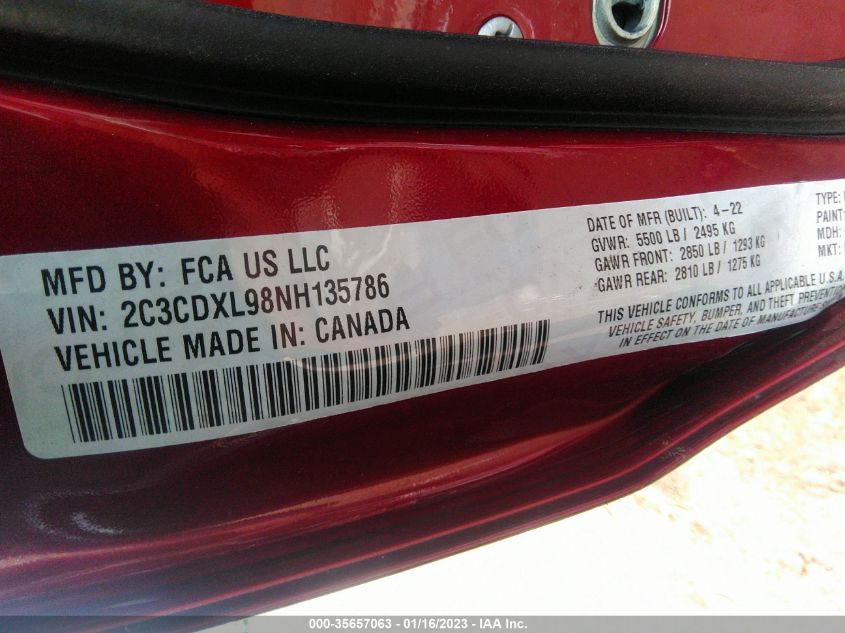 MFD BY: FCA US LLC
VIN: 2C3CDXL98NH135786
VEHICLE MADE IN: CANADA
DATE OF MFR (BUILT): 4-22
GVWR: 5500 LB / 2495 KG
GAWR FRONT: 2850 LB / 1293 KG
GAWR REAR: 2810 LB / 1275 KG
THIS VEHICLE CONFORMS TO ALL APPLICABLE U.S.A.
VEHICLE SAFETY, BUMPER, AND THEFT
IN EFFECT ON THE DATE OF MANUFACTURE
TYPE:
PAINT:
MDH:
MKT:
000-35657063 - 01/16/2023 - IAA Inc.